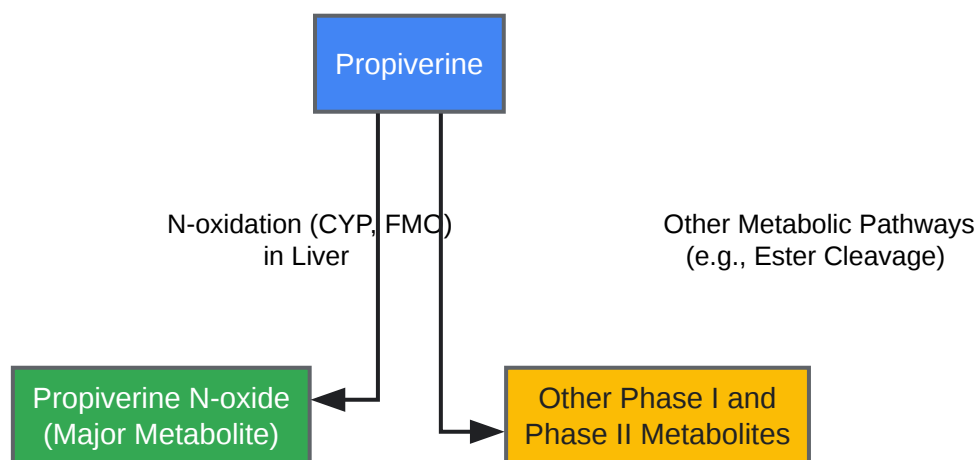 Propiverine
N-oxidation (CYP, FMO)
in Liver
Other Metabolic Pathways
(e.g., Ester Cleavage)
Propiverine N-oxide
(Major Metabolite)
Other Phase I and
Phase II Metabolites